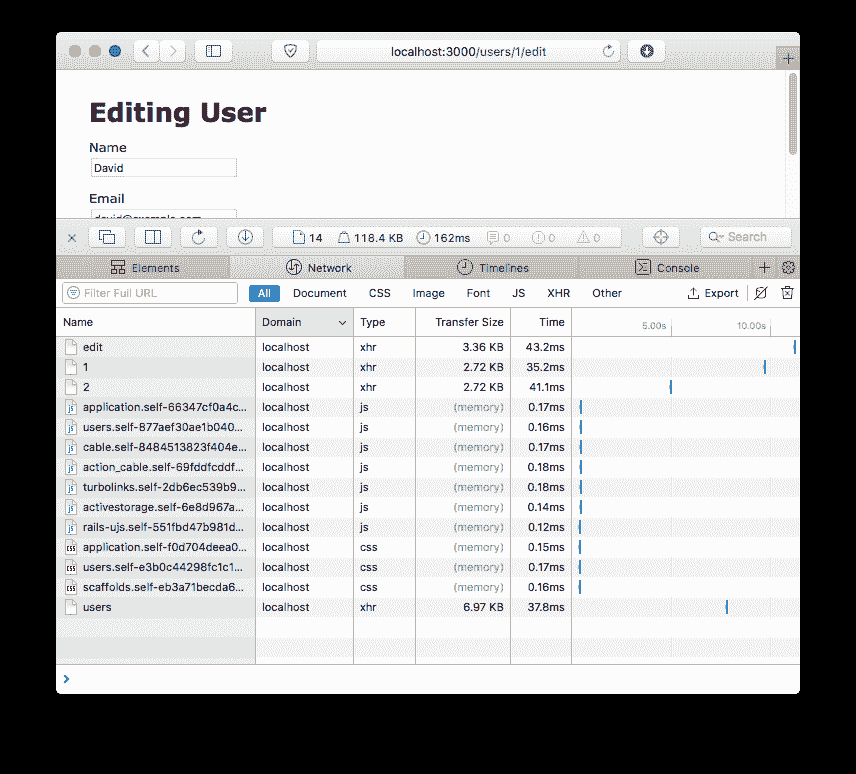 localhost:3000/users/1/edit
Editing User
Name
David
Email
david@example.com
14 118.4 KB 162ms 0 0 0 Search
Elements Network Timelines Console
Filter Full URL All Document CSS Image Font JS XHR Other Export
Name Domain Type Transfer Size Time 5.00s 10.00s
edit localhost xhr 3.36 KB 43.2ms
1 localhost xhr 2.72 KB 35.2ms
2 localhost xhr 2.72 KB 41.1ms
application.self-66347cf0a4c... localhost js (memory) 0.17ms
users.self-877aef30ae1b040... localhost js (memory) 0.16ms
cable.self-8484513823f404e... localhost js (memory) 0.17ms
action_cable.self-69fddfcddf... localhost js (memory) 0.18ms
turbolinks.self-2db6ec539b9... localhost js (memory) 0.18ms
activestorage.self-6e8d967a... localhost js (memory) 0.14ms
rails-ujs.self-551fbd47b981d... localhost js (memory) 0.12ms
application.self-f0d704deea0... localhost css (memory) 0.15ms
users.self-e3b0c44298fc1c1... localhost css (memory) 0.17ms
scaffolds.self-eb3a71becda6... localhost css (memory) 0.16ms
users localhost xhr 6.97 KB 37.8ms